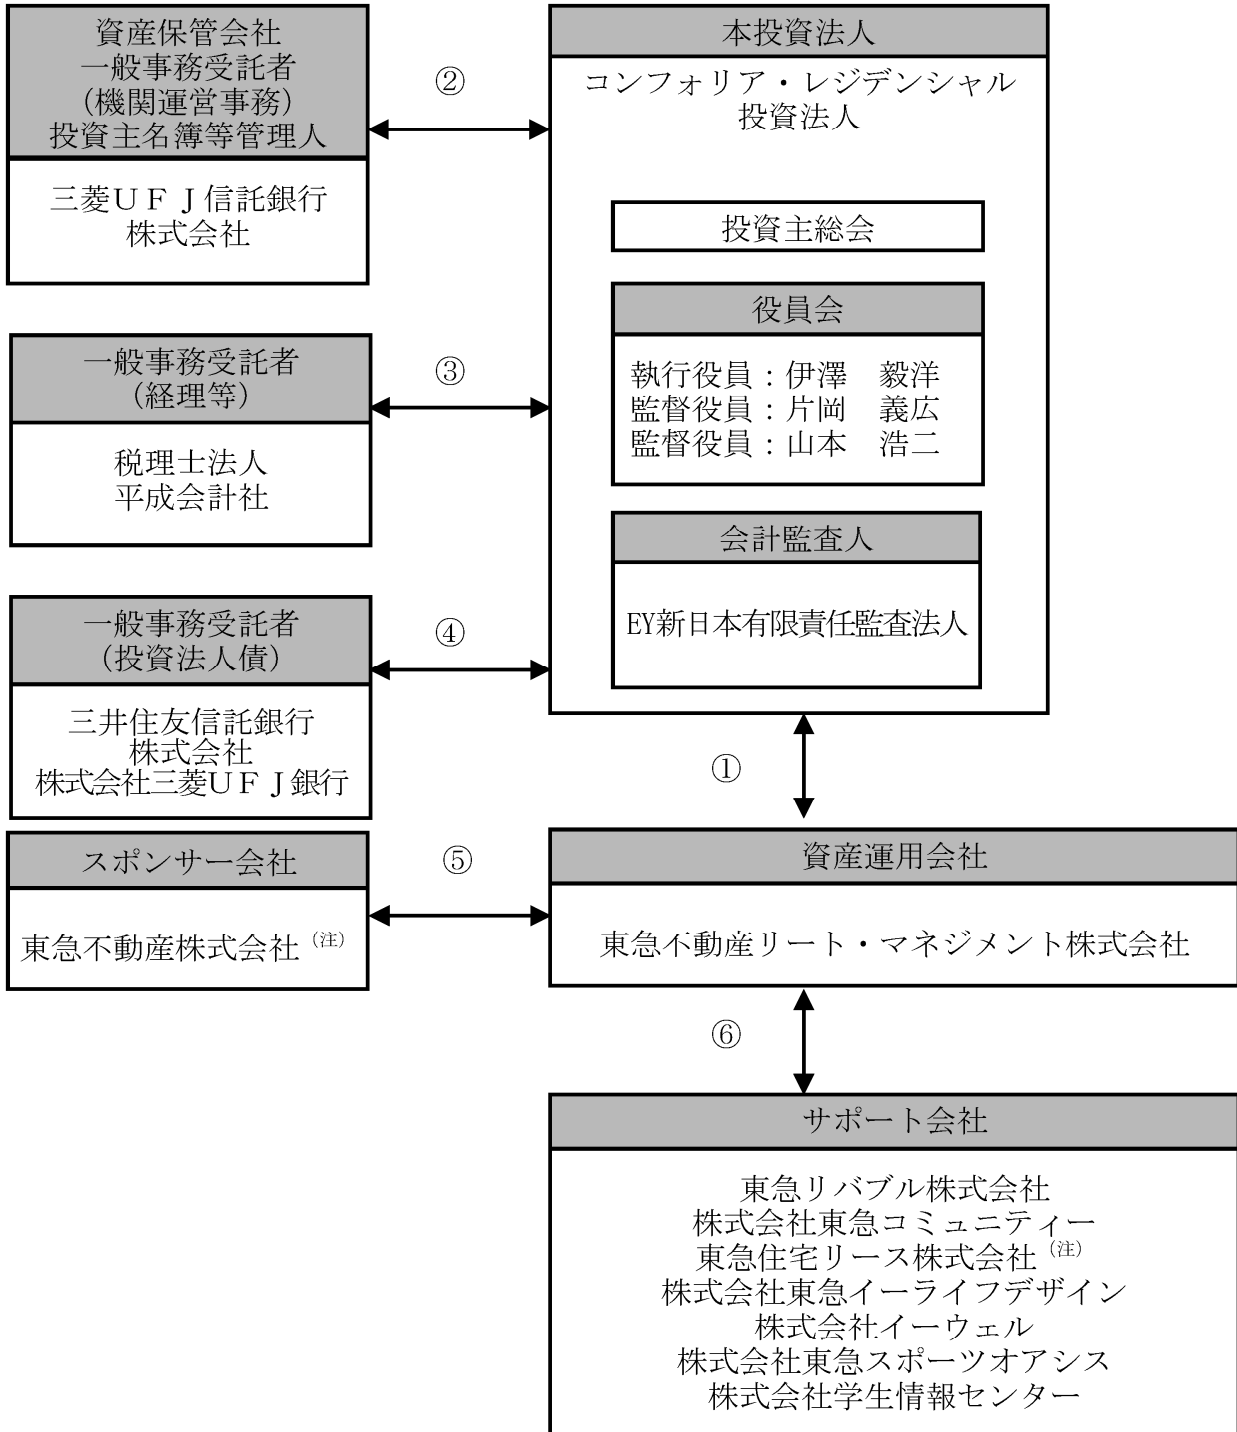 資産保管会社
一般事務受託者
（機関運営事務）
投資主名簿等管理人
三菱ＵＦＪ信託銀行
株式会社
②
本投資法人
コンフォリア・レジデンシャル
投資法人
投資主総会
役員会
執行役員：伊澤　毅洋
監督役員：片岡　義広
監督役員：山本　浩二
会計監査人
EY新日本有限責任監査法人
一般事務受託者
（経理等）
税理士法人
平成会計社
③
一般事務受託者
（投資法人債）
三井住友信託銀行
株式会社
株式会社三菱ＵＦＪ銀行
④
①
スポンサー会社
東急不動産株式会社（注）
⑤
資産運用会社
東急不動産リート・マネジメント株式会社
⑥
サポート会社
東急リバブル株式会社
株式会社東急コミュニティー
東急住宅リース株式会社（注）
株式会社東急イーライフデザイン
株式会社イーウェル
株式会社東急スポーツオアシス
株式会社学生情報センター